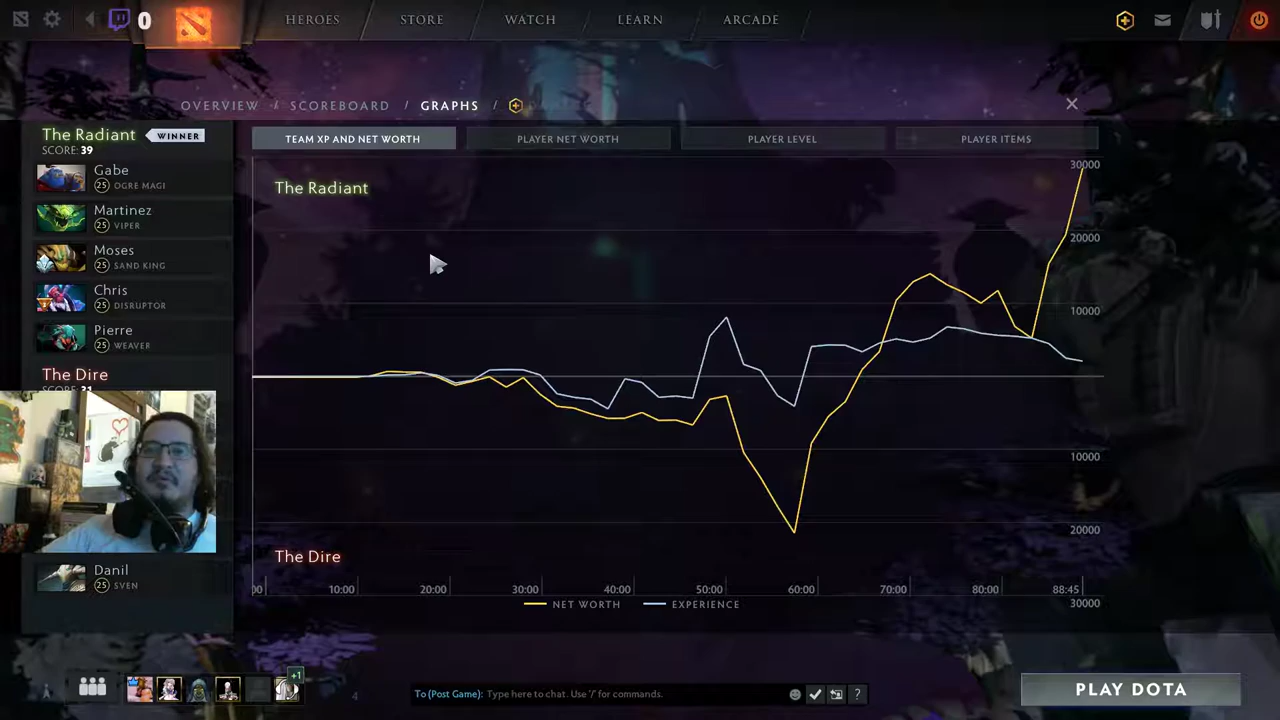 0
HEROES
STORE
WATCH
LEARN
ARCADE
OVERVIEW / SCOREBOARD / GRAPHS /
The Radiant WINNER
SCORE: 39
Gabe
25 OGRE MAGI
Martinez
25 VIPER
Moses
25 SAND KING
Chris
25 DISRUPTOR
Pierre
25 WEAVER
The Dire
SCORE: 31
Danil
25 SVEN
TEAM XP AND NET WORTH
PLAYER NET WORTH
PLAYER LEVEL
PLAYER ITEMS
The Radiant
30000
20000
10000
10000
20000
30000
The Dire
00
10:00
20:00
30:00
40:00
50:00
60:00
70:00
80:00
88:45
NET WORTH
EXPERIENCE
+1
4
To (Post Game): Type here to chat. Use '/' for commands.
?
PLAY DOTA